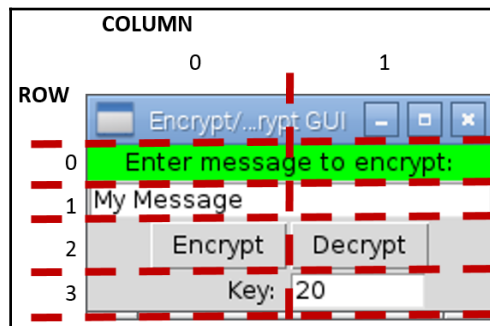 COLUMN
0 1
ROW
Encrypt/...rypt GUI
0 Enter message to encrypt:
1 My Message
2 Encrypt Decrypt
3 Key: 20